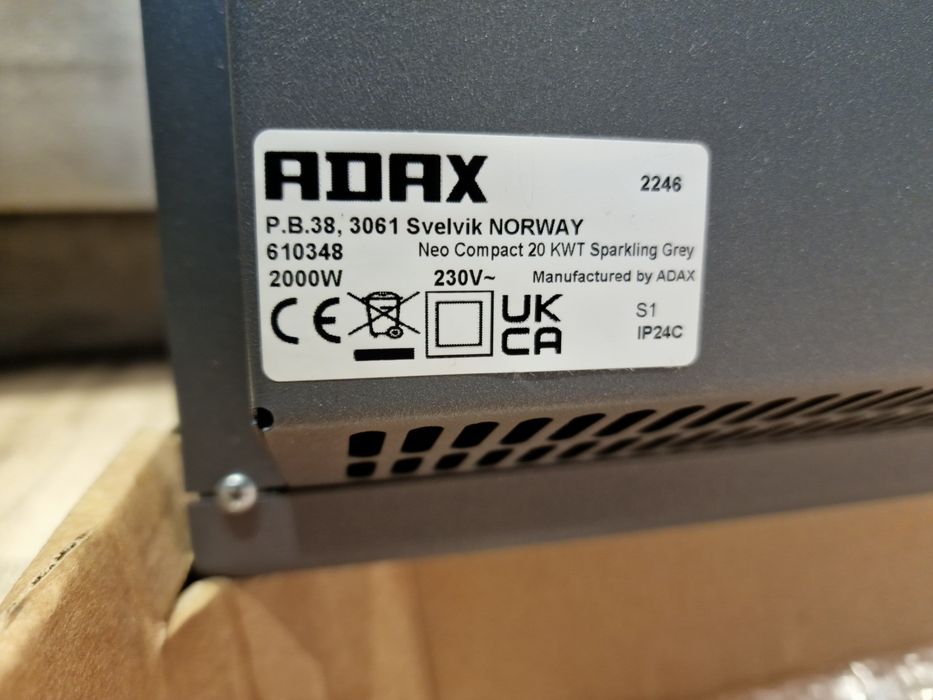 ADAX
2246
P.B.38, 3061 Svelvik NORWAY
610348 Neo Compact 20 KWT Sparkling Grey
2000W 230V~ Manufactured by ADAX
CE UK CA S1
IP24C